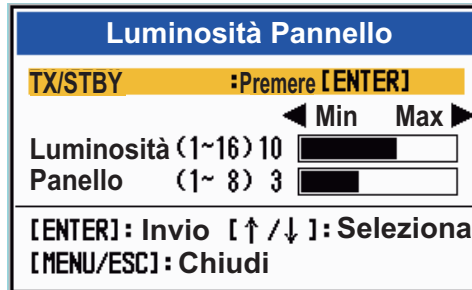 Luminosità Pannello
TX/STBY :Premere [ENTER]
◀ Min Max ▶
Luminosità (1~16) 10
Panello (1~ 8) 3
[ENTER]: Invio [↑/↓]: Seleziona
[MENU/ESC]: Chiudi